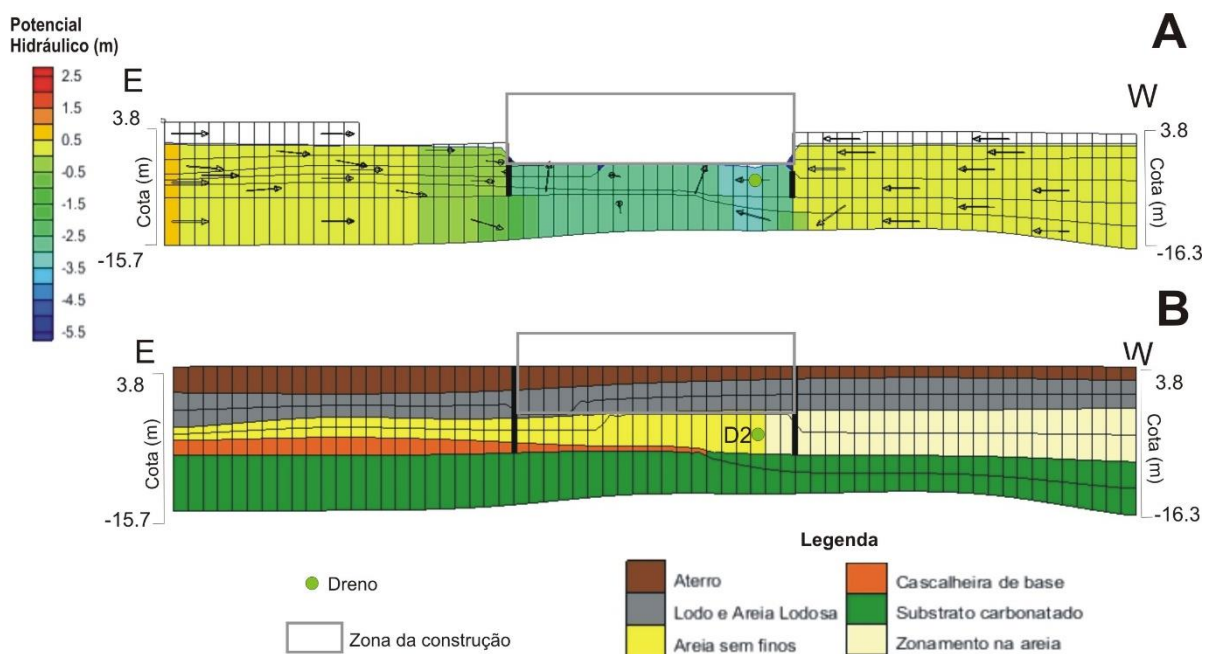 Potencial
Hidráulico (m)
2.5
1.5
0.5
-0.5
-1.5
-2.5
-3.5
-4.5
-5.5
A
E
W
3.8
3.8
Cota (m)
Cota (m)
-15.7
-16.3
B
E
W
3.8
3.8
Cota (m)
Cota (m)
D2
-15.7
-16.3
Legenda
Dreno
Zona da construção
Aterro
Lodo e Areia Lodosa
Areia sem finos
Cascalheira de base
Substrato carbonatado
Zonamento na areia